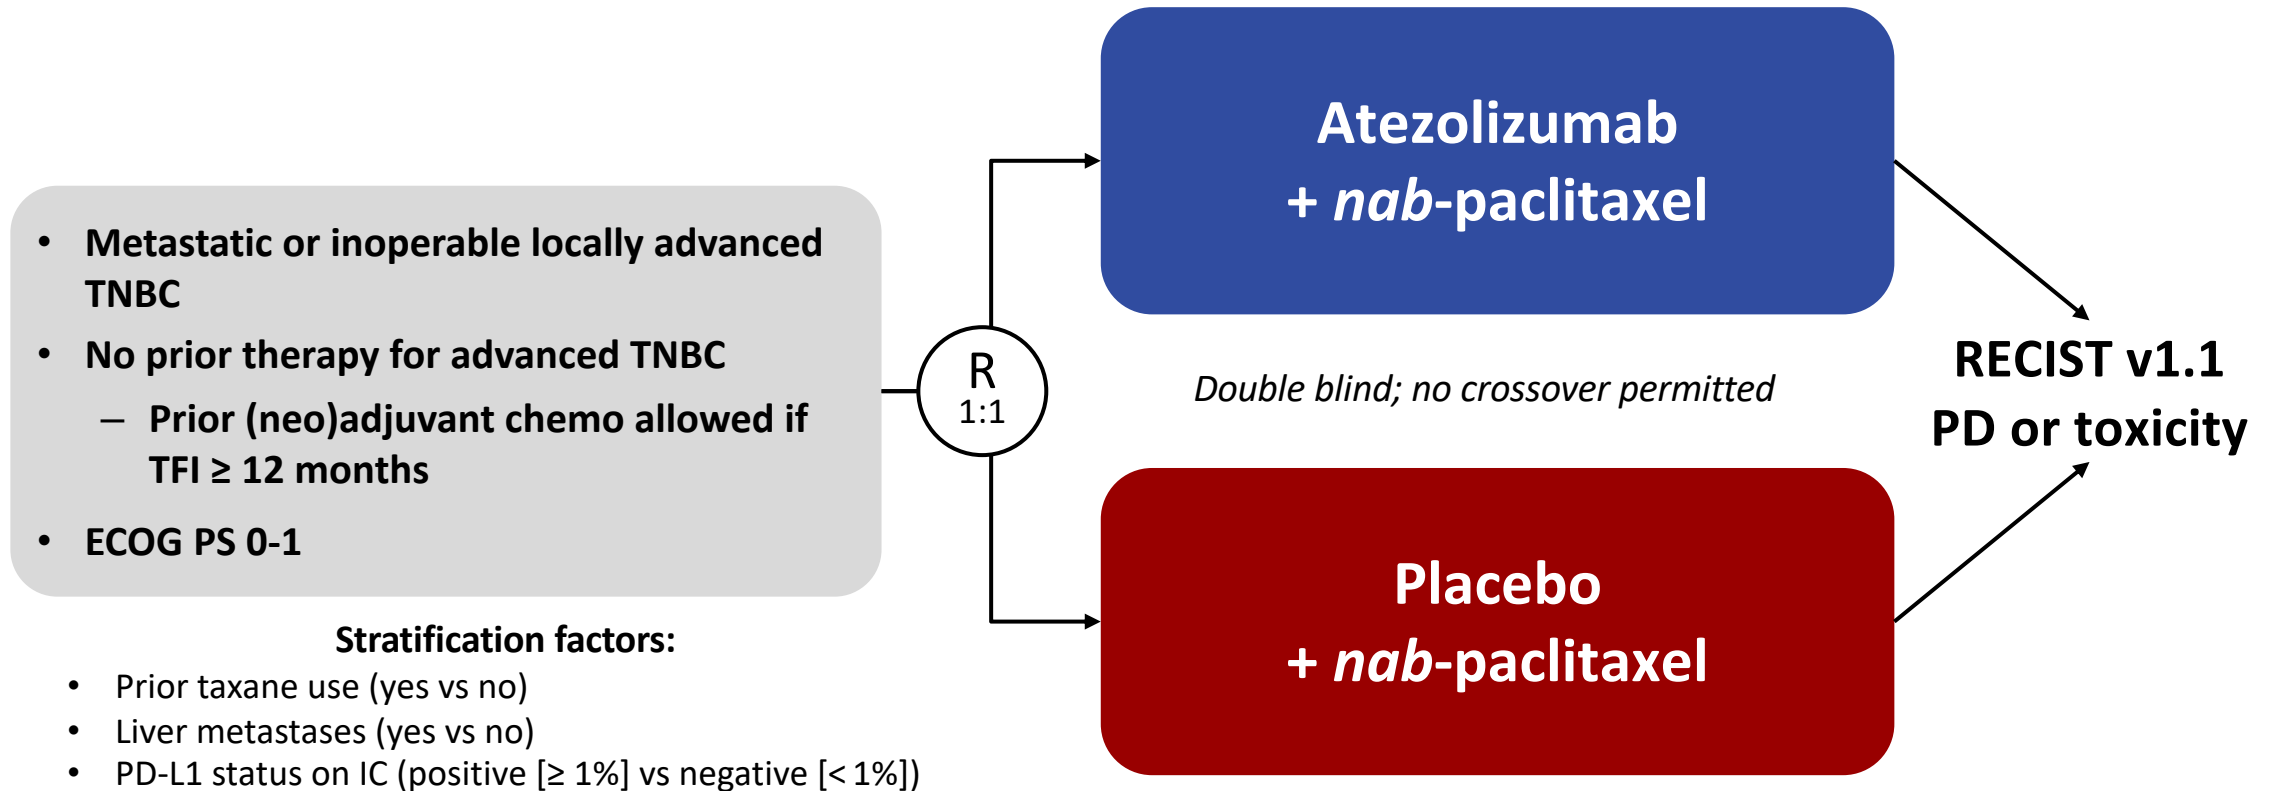 • Metastatic or inoperable locally advanced
TNBC
• No prior therapy for advanced TNBC
– Prior (neo)adjuvant chemo allowed if
TFI ≥ 12 months
• ECOG PS 0-1
Stratification factors:
• Prior taxane use (yes vs no)
• Liver metastases (yes vs no)
• PD-L1 status on IC (positive [≥ 1%] vs negative [< 1%])
R
1:1
Atezolizumab
+ nab-paclitaxel
Double blind; no crossover permitted
Placebo
+ nab-paclitaxel
RECIST v1.1
PD or toxicity